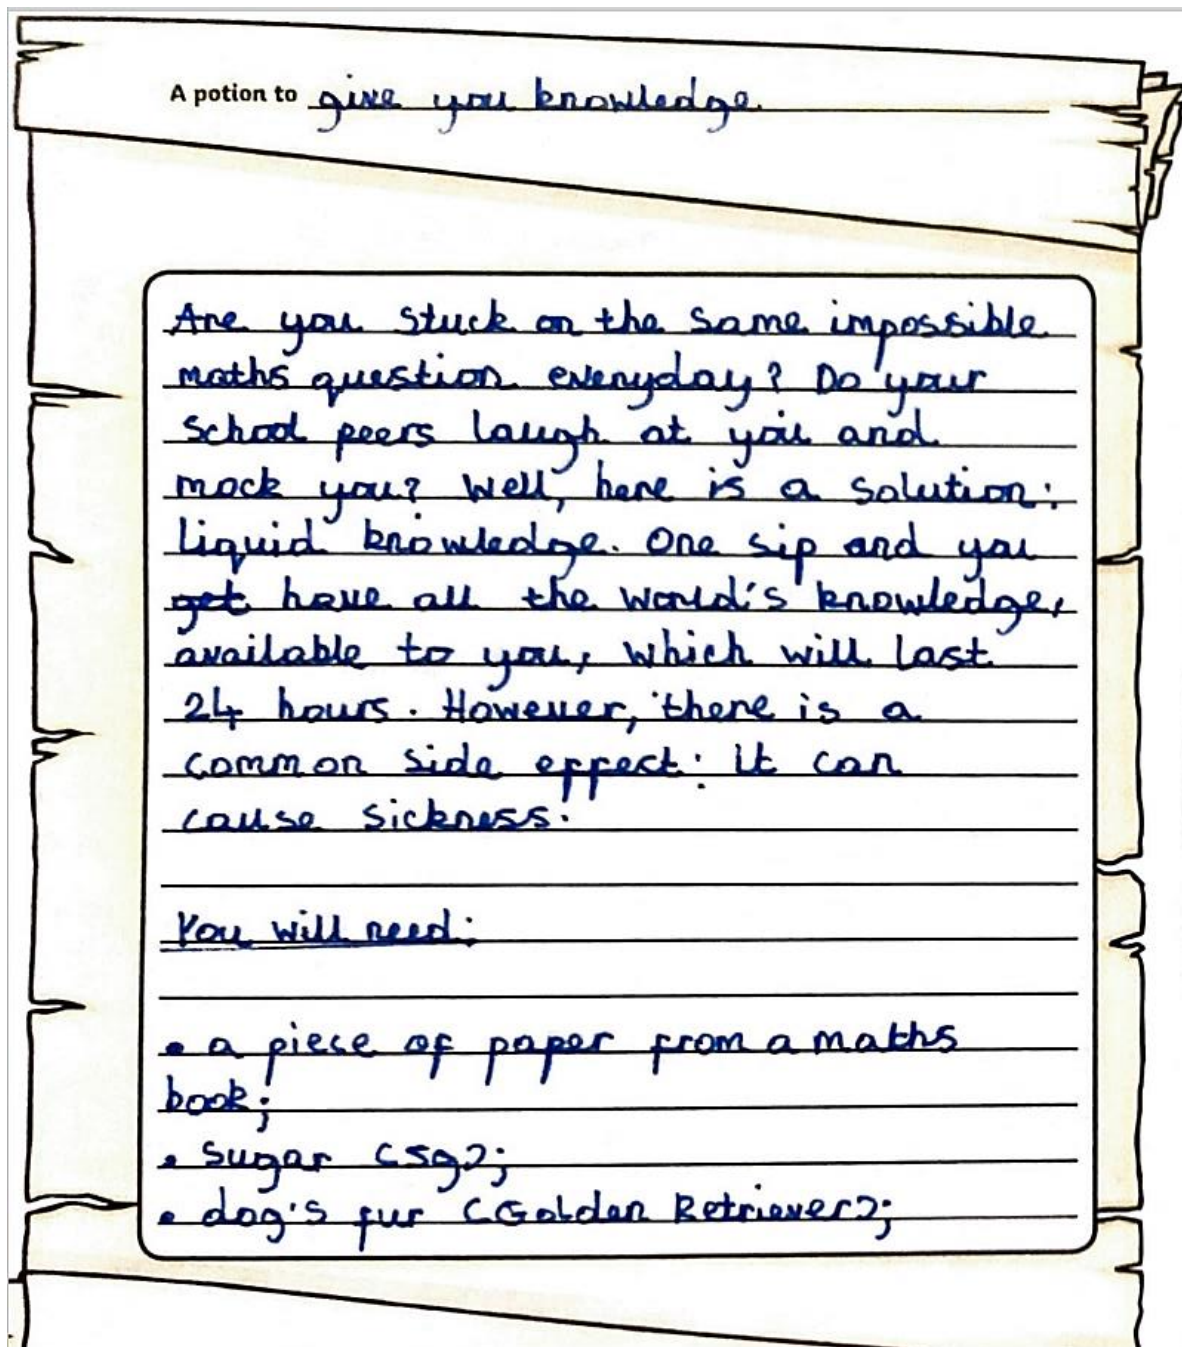 A potion to give you knowledge.
Are you stuck on the same impossible
maths question everyday? Do your
school peers laugh at you and
mock you? Well, here is a solution:
liquid knowledge. One sip and you
get have all the world's knowledge,
available to you, which will last
24 hours. However, there is a
common side effect: it can
cause sickness.
You will need:
• a piece of paper from a maths
book;
• sugar (5g);
• dog's fur (Golden Retriever);